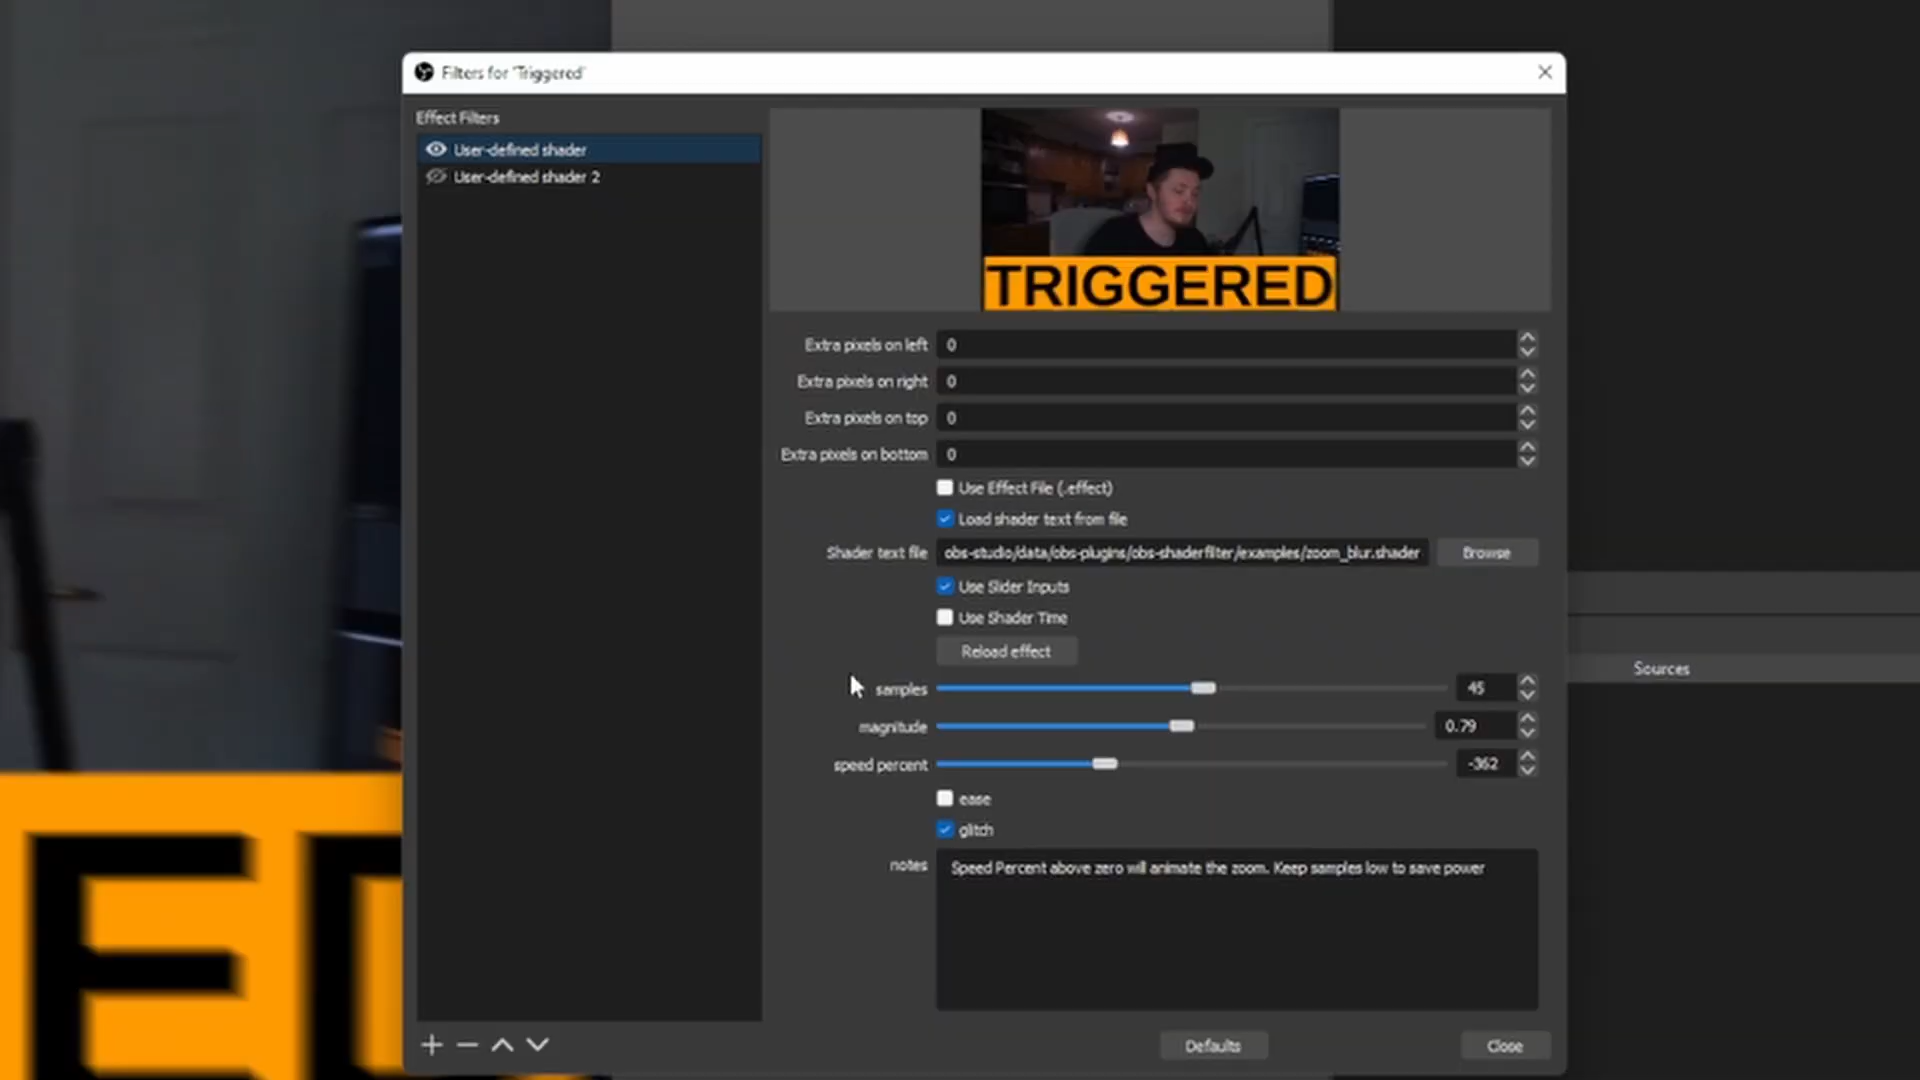 Filters for 'Triggered'
Effect Filters
User-defined shader
User-defined shader 2
TRIGGERED
Extra pixels on left 0
Extra pixels on right 0
Extra pixels on top 0
Extra pixels on bottom 0
Use Effect File (.effect)
Load shader text from file
Shader text file obs-studio/data/obs-plugins/obs-shaderfilter/examples/zoom_blur.shader Browse
Use Slider Inputs
Use Shader Time
Reload effect
Sources
samples 45
magnitude 0.79
speed percent -362
ease
glitch
notes Speed Percent above zero will animate the zoom. Keep samples low to save power
Defaults Close